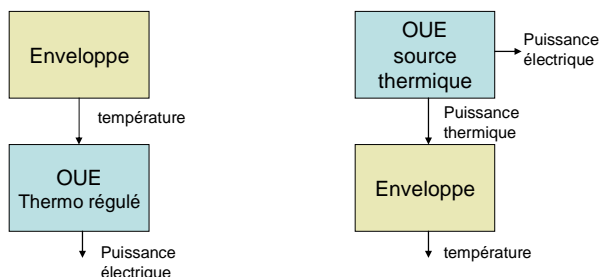 Enveloppe
température
OUE
Thermo régulé
Puissance
électrique
OUE
source
thermique
Puissance
électrique
Puissance
thermique
Enveloppe
température